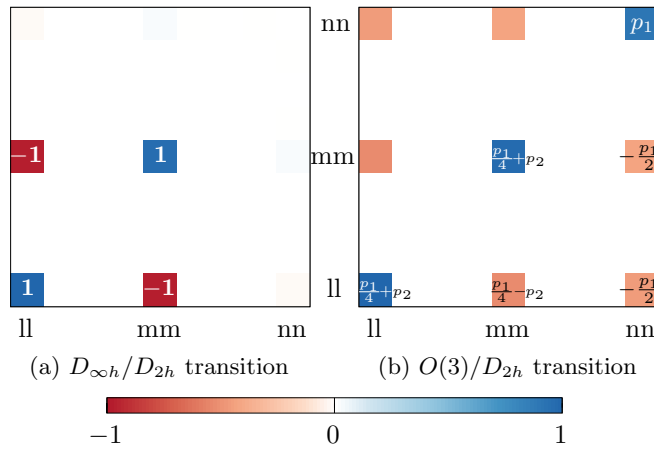 nn p₁
−1 1 mm p₁/4+p₂ −p₁/2
1 −1 ll p₁/4+p₂ p₁/4−p₂ −p₁/2
ll mm nn ll mm nn
(a) D∞h/D2h transition (b) O(3)/D2h transition
−1 0 1